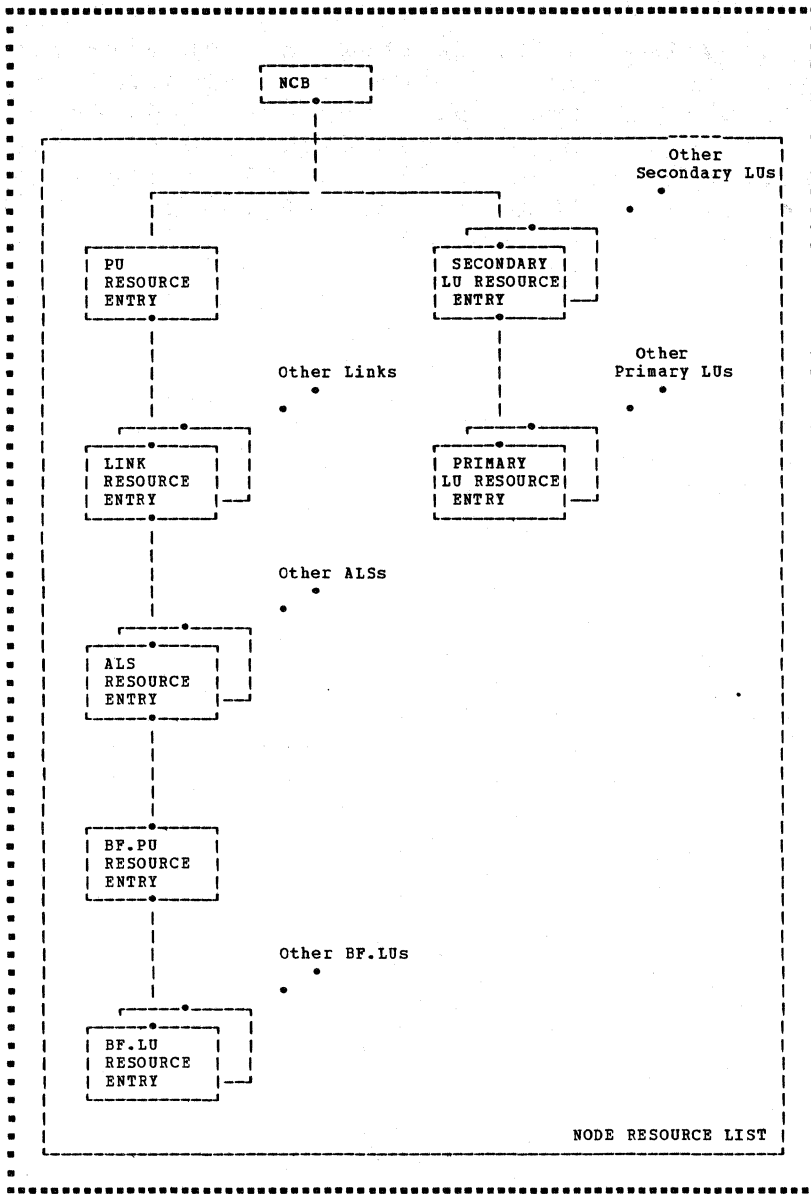 NCB
Other
Secondary LUs
PU
RESOURCE
ENTRY
SECONDARY
LU RESOURCE
ENTRY
Other Links
Other
Primary LUs
LINK
RESOURCE
ENTRY
PRIMARY
LU RESOURCE
ENTRY
Other ALSs
ALS
RESOURCE
ENTRY
BF.PU
RESOURCE
ENTRY
Other BF.LUs
BF.LU
RESOURCE
ENTRY
NODE RESOURCE LIST